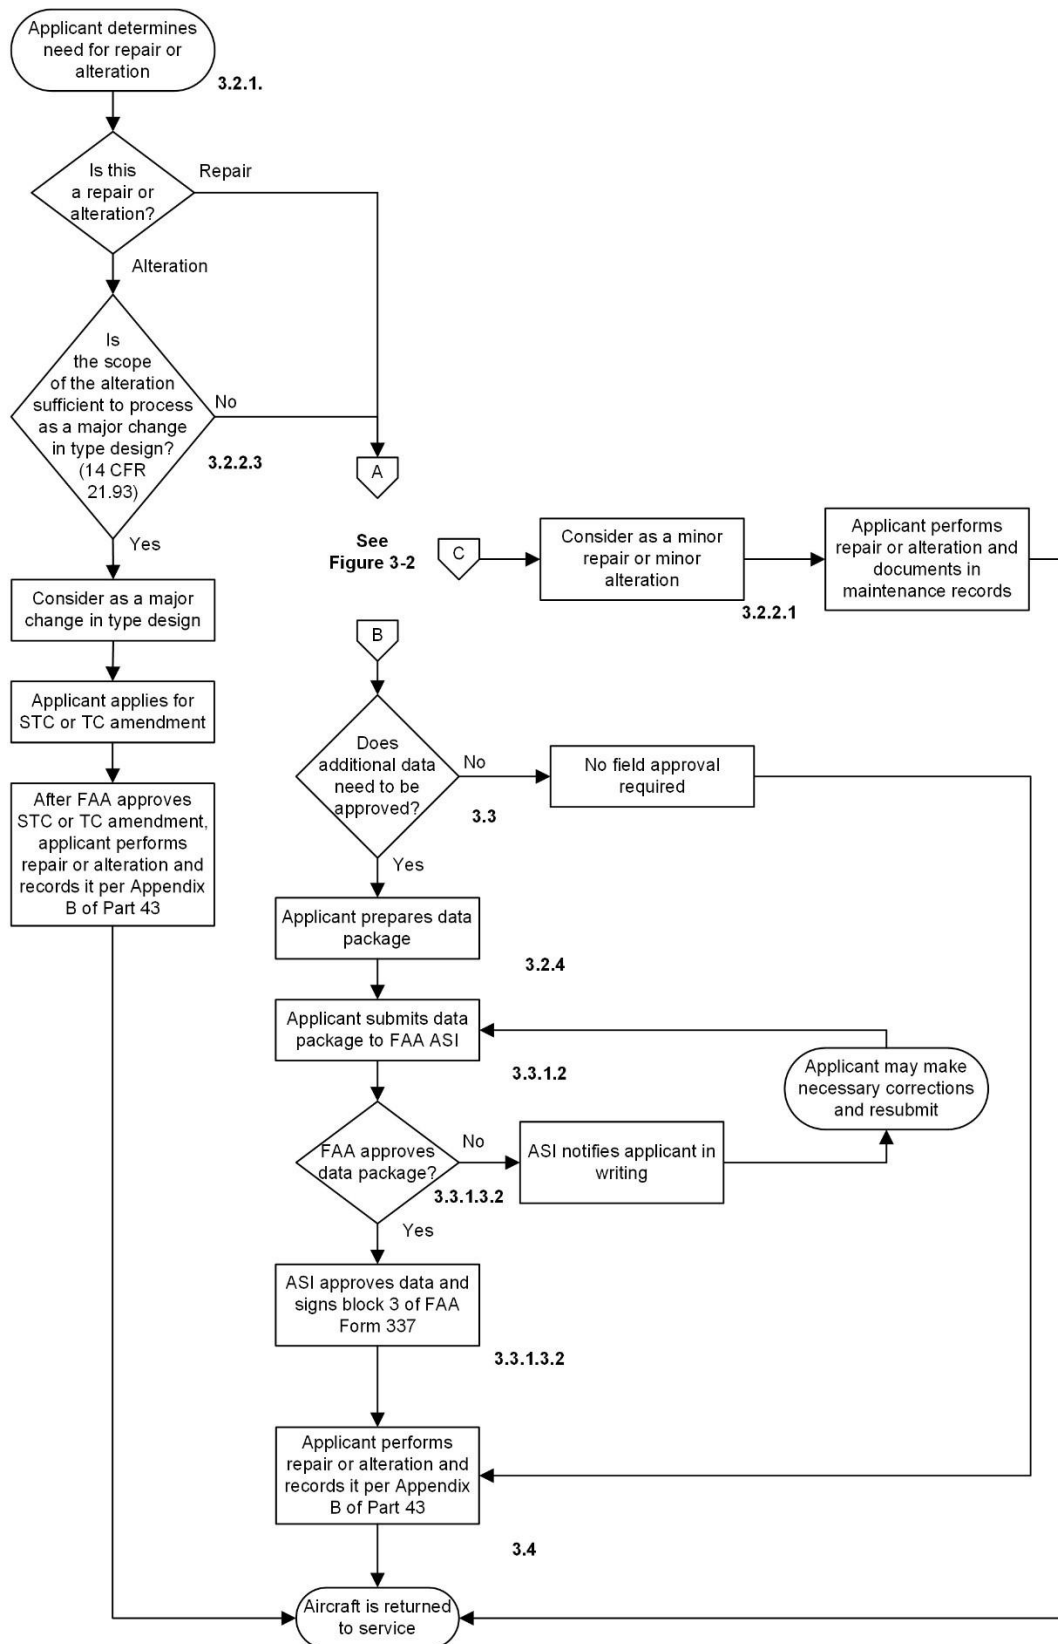 Applicant determines
need for repair or
alteration
3.2.1.
Is this
a repair or
alteration?
Repair
Alteration
Is
the scope
of the alteration
sufficient to process
as a major change
in type design?
(14 CFR
21.93)
No
3.2.2.3
Yes
A
See
Figure 3-2
C
Consider as a minor
repair or minor
alteration
3.2.2.1
Applicant performs
repair or alteration and
documents in
maintenance records
Consider as a major
change in type design
Applicant applies for
STC or TC amendment
After FAA approves
STC or TC amendment,
applicant performs
repair or alteration and
records it per Appendix
B of Part 43
B
Does
additional data
need to be
approved?
No
3.3
No field approval
required
Yes
Applicant prepares data
package
3.2.4
Applicant submits data
package to FAA ASI
3.3.1.2
Applicant may make
necessary corrections
and resubmit
FAA approves
data package?
No
3.3.1.3.2
ASI notifies applicant in
writing
Yes
ASI approves data and
signs block 3 of FAA
Form 337
3.3.1.3.2
Applicant performs
repair or alteration and
records it per Appendix
B of Part 43
3.4
Aircraft is returned
to service